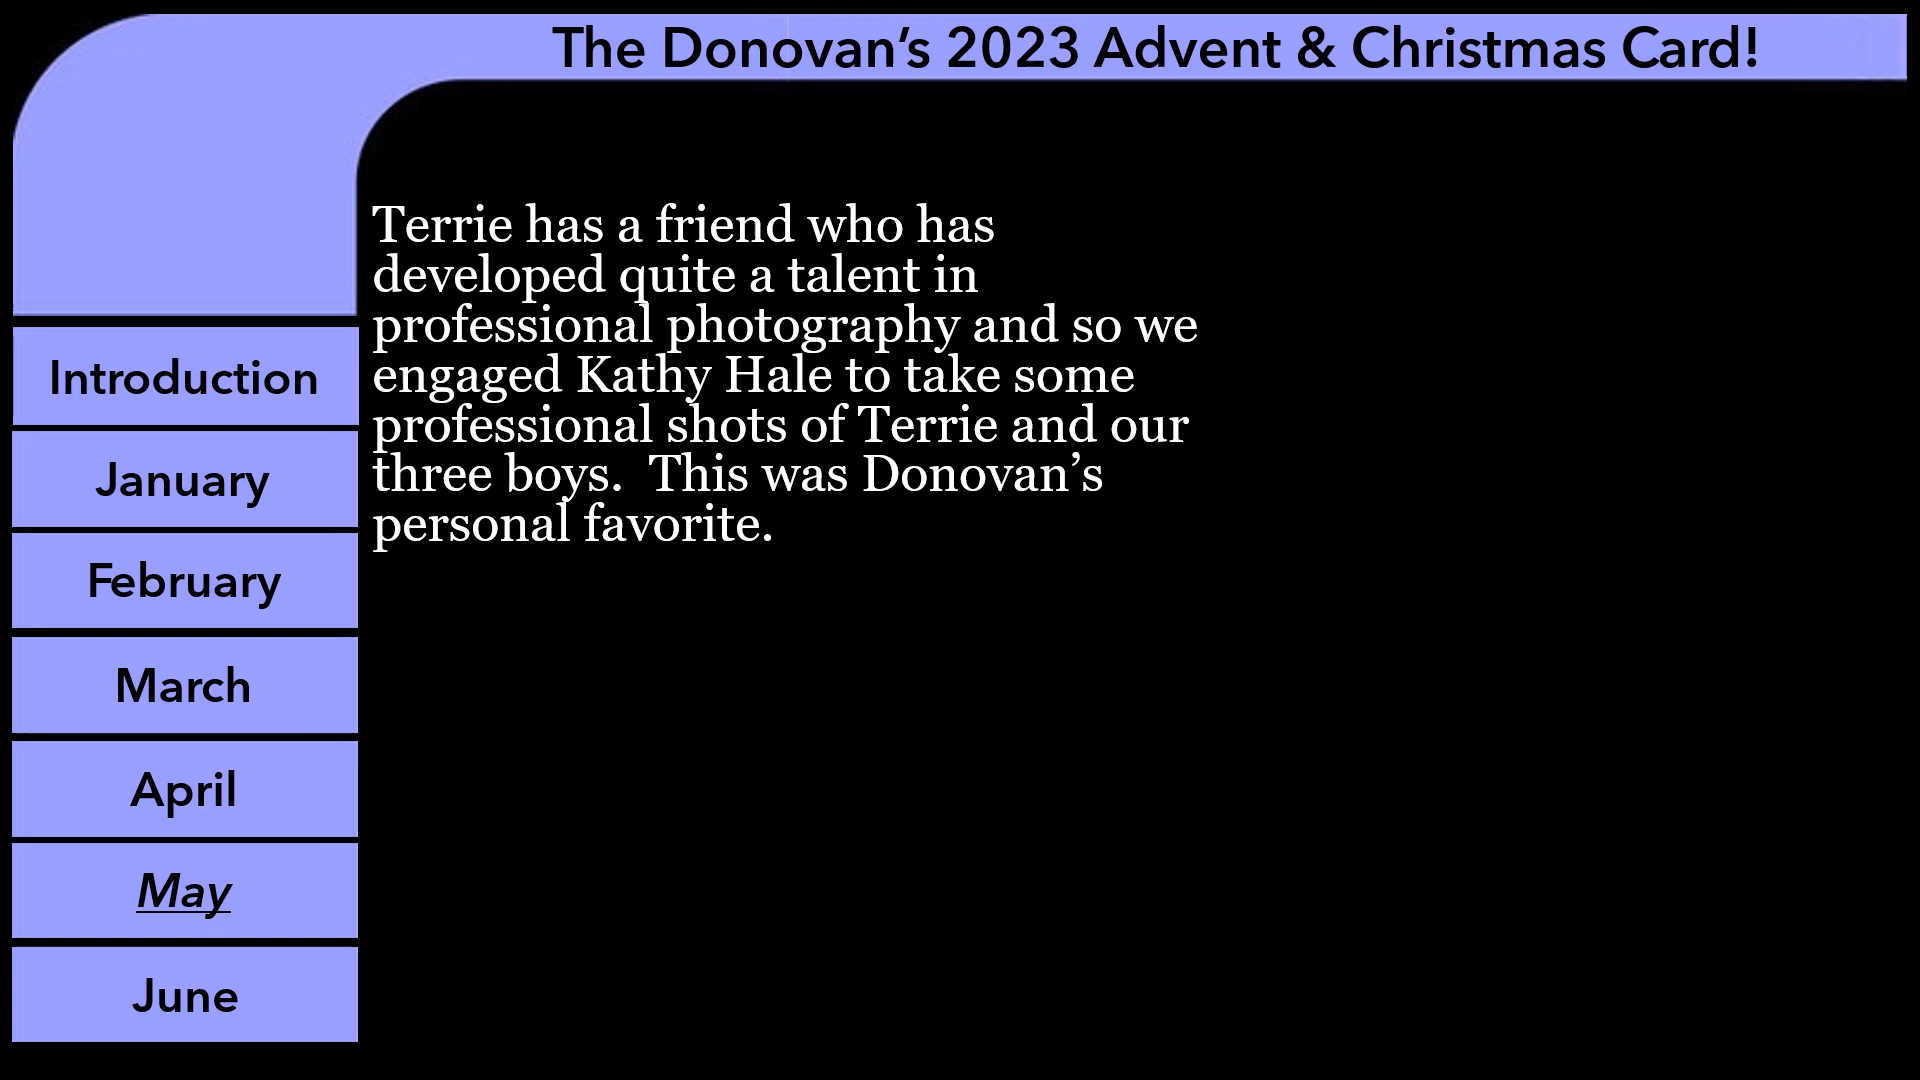 The Donovan’s 2023 Advent & Christmas Card!
Terrie has a friend who has
developed quite a talent in
professional photography and so we
engaged Kathy Hale to take some
professional shots of Terrie and our
three boys.  This was Donovan’s
personal favorite.
Introduction
January
February
March
April
May
June